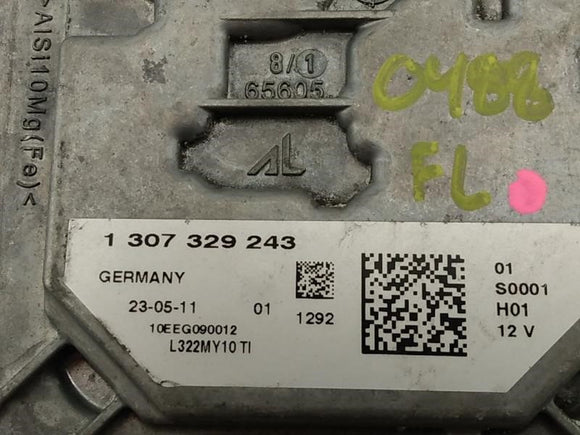 >AlSi10Mg(Fe)<
8/1
65605
AL
0488
FL
1 307 329 243
GERMANY
23-05-11 01 1292
10EEG090012
L322MY10 TI
01
S0001
H01
12 V